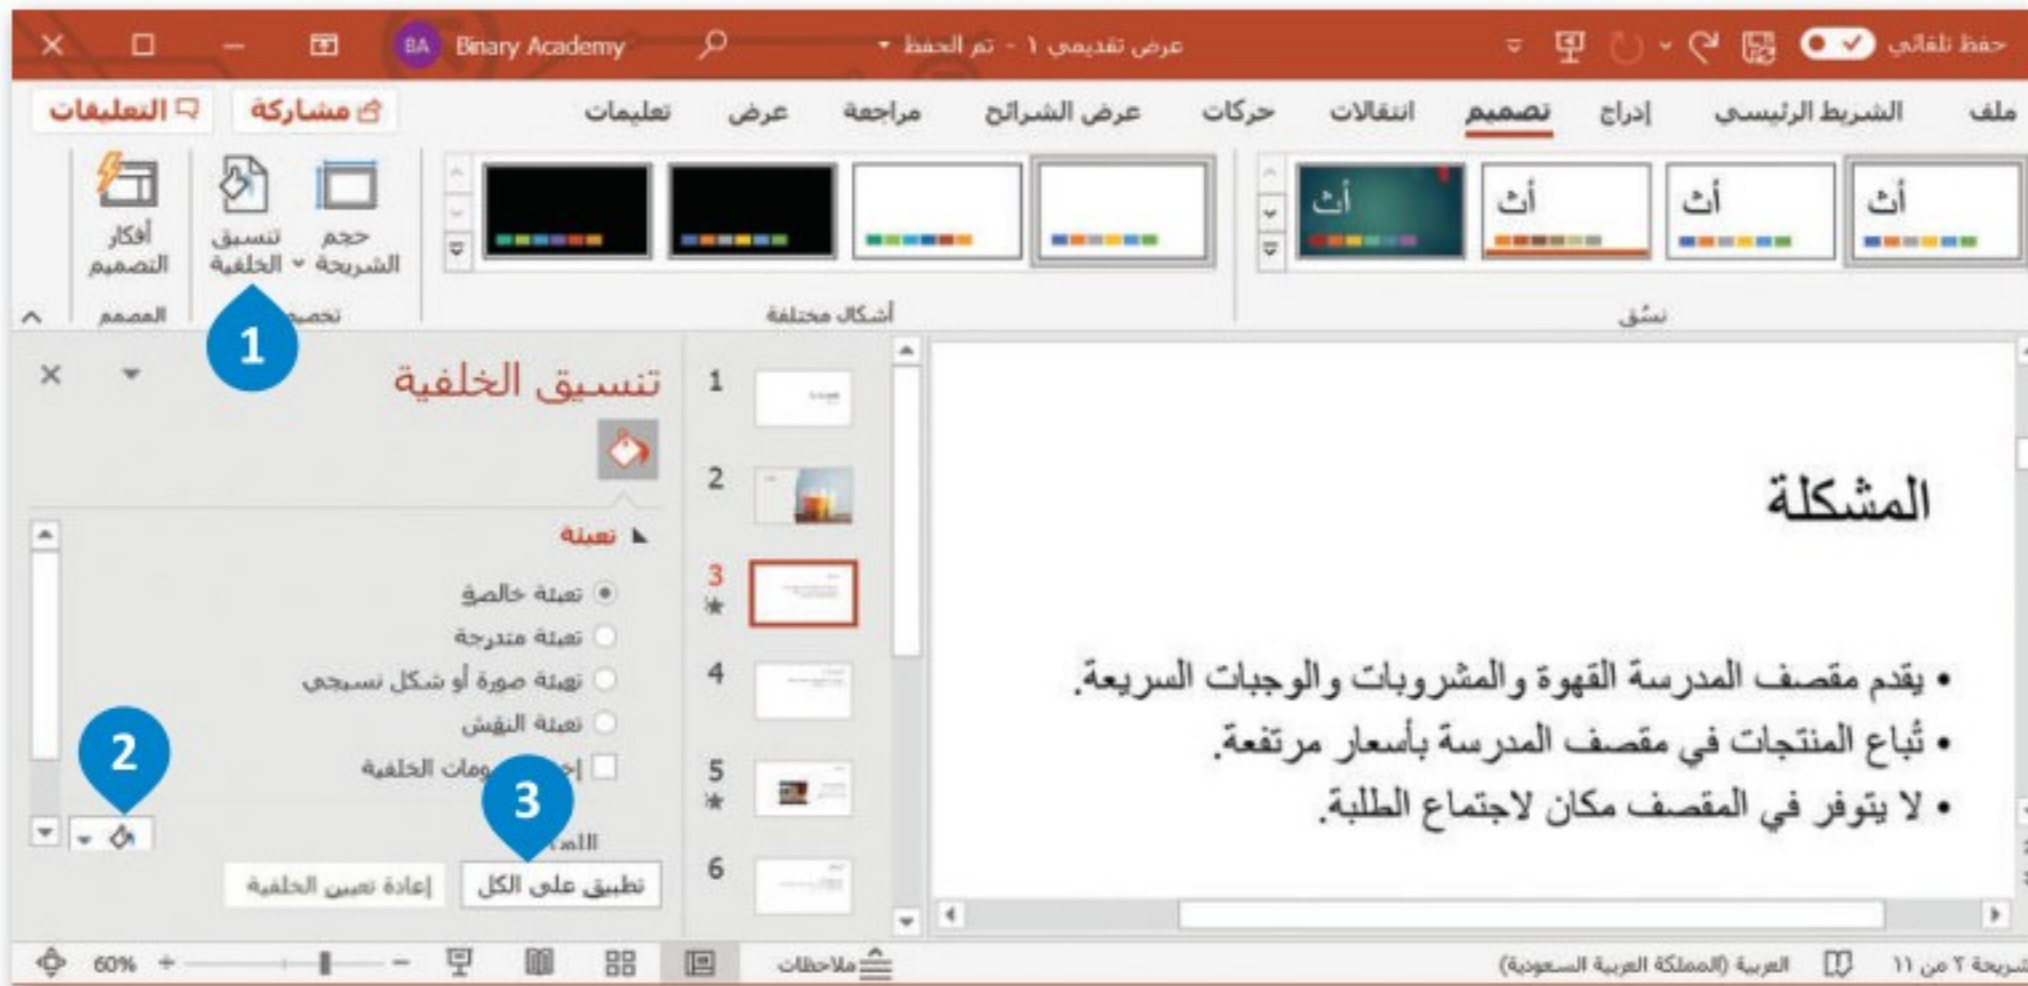 حفظ تلقائي
عرض تقديمي ١ - تم الحفظ
Binary Academy
BA
ملف
الشريط الرئيسي
إدراج
تصميم
انتقالات
حركات
عرض الشرائح
مراجعة
عرض
تعليمات
مشاركة
التعليقات
أث
أث
أث
أث
حجم
الشريحة
تنسيق
الخلفية
أفكار
التصميم
نسُق
أشكال مختلفة
المصمم
1
تنسيق الخلفية
تعبئة
تعبئة خالصة
تعبئة متدرجة
تعبئة صورة أو شكل نسيجي
تعبئة النقش
الخلفية
2
3
تطبيق على الكل
إعادة تعيين الخلفية
1
2
3
4
5
6
المشكلة
• يقدم مقصف المدرسة القهوة والمشروبات والوجبات السريعة.
• تُباع المنتجات في مقصف المدرسة بأسعار مرتفعة.
• لا يتوفر في المقصف مكان لاجتماع الطلبة.
شريحة ٢ من ١١
العربية (المملكة العربية السعودية)
ملاحظات
60%